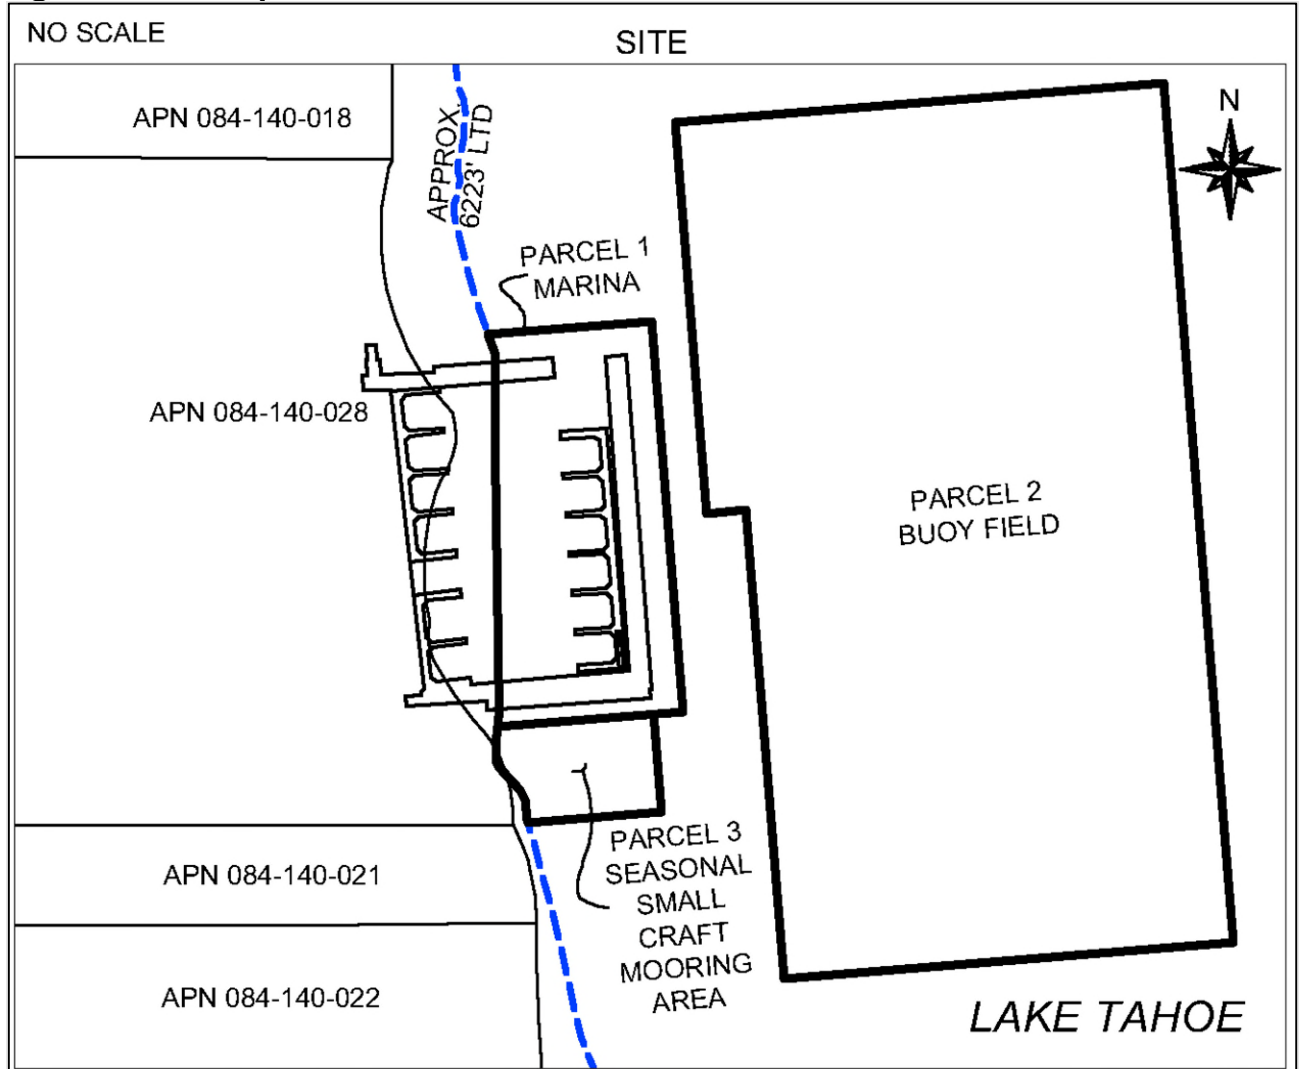 NO SCALE
SITE
APN 084-140-018
APPROX.
6223' LTD
N
PARCEL 1
MARINA
APN 084-140-028
PARCEL 2
BUOY FIELD
PARCEL 3
SEASONAL
SMALL
CRAFT
MOORING
AREA
APN 084-140-021
APN 084-140-022
LAKE TAHOE